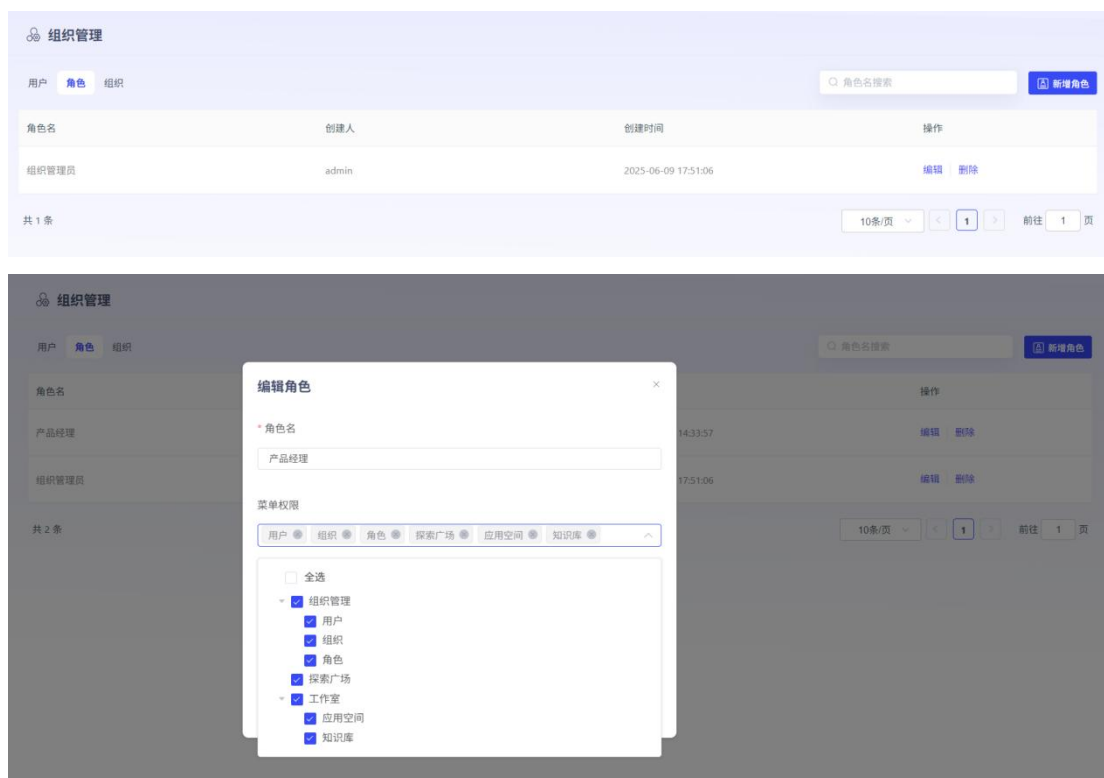 组织管理
用户 角色 组织 角色名搜索 新增角色
角色名 创建人 创建时间 操作
组织管理员 admin 2025-06-09 17:51:06 编辑 删除
共 1 条 10条/页 1 前往 1 页
组织管理
用户 角色 组织 角色名搜索 新增角色
角色名 操作
产品经理 14:33:57 编辑 删除
组织管理员 17:51:06 编辑 删除
共 2 条 10条/页 1 前往 1 页
编辑角色
* 角色名
产品经理
菜单权限
用户 组织 角色 探索广场 应用空间 知识库
全选
组织管理
用户
组织
角色
探索广场
工作室
应用空间
知识库